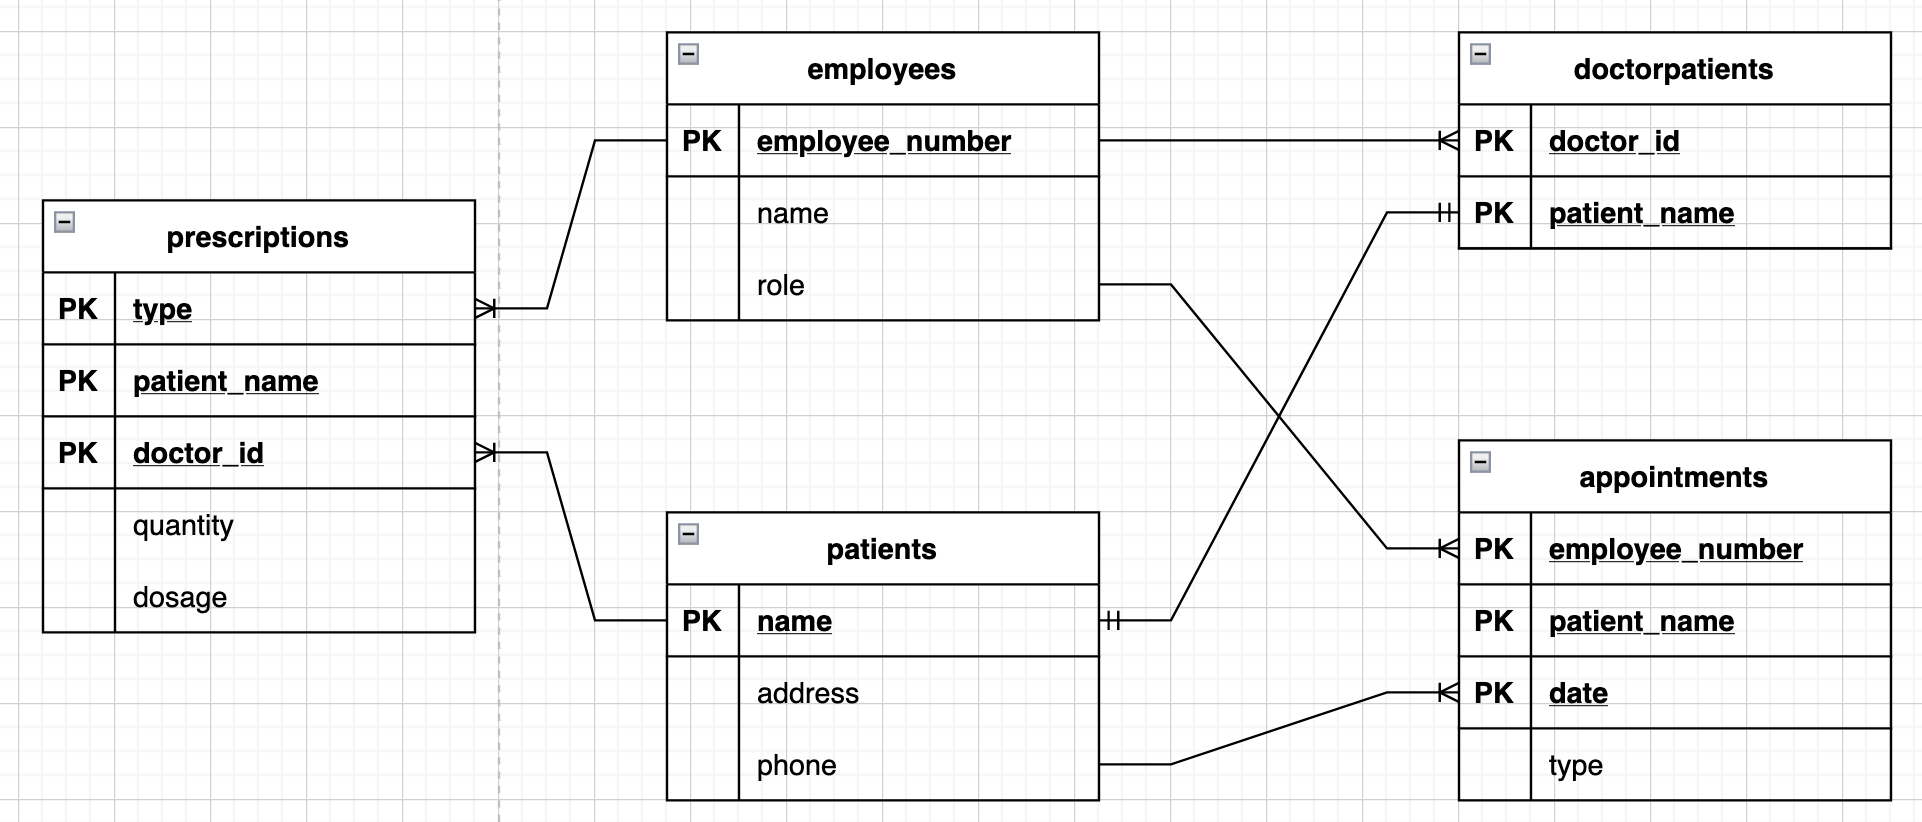 prescriptions
PK type
PK patient_name
PK doctor_id
quantity
dosage
employees
PK employee_number
name
role
patients
PK name
address
phone
doctorpatients
PK doctor_id
PK patient_name
appointments
PK employee_number
PK patient_name
PK date
type